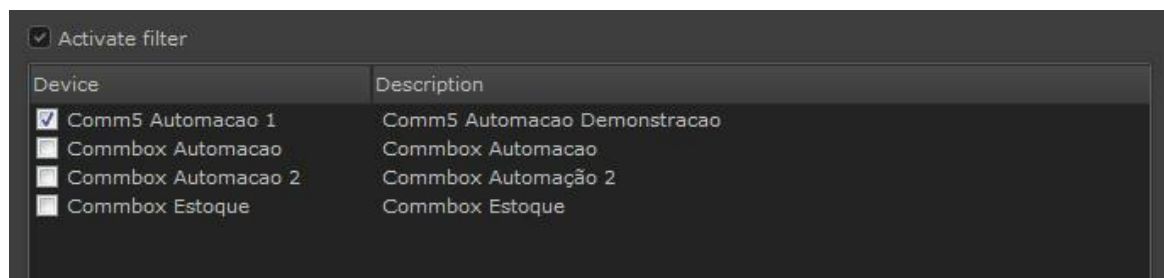 Activate filter
Device Description
Comm5 Automacao 1 Comm5 Automacao Demonstracao
Commbox Automacao Commbox Automacao
Commbox Automacao 2 Commbox Automação 2
Commbox Estoque Commbox Estoque